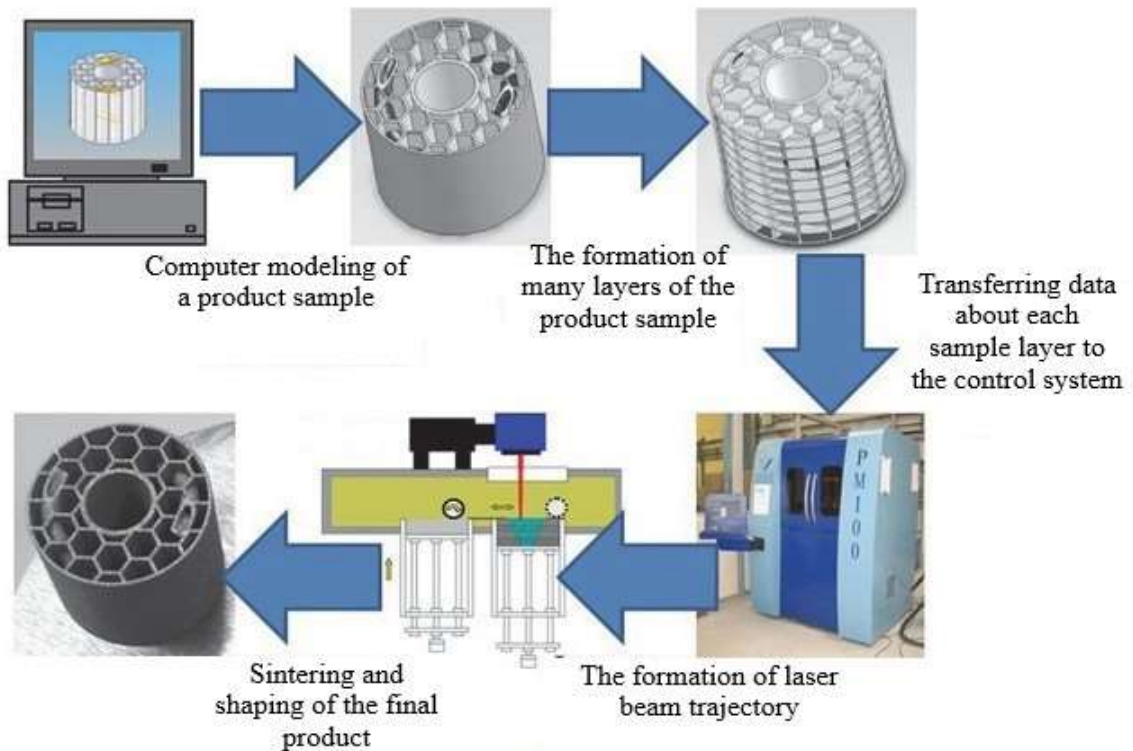 Computer modeling of
a product sample
The formation of
many layers of the
product sample
Transferring data
about each
sample layer to
the control system
PM100
The formation of laser
beam trajectory
Sintering and
shaping of the final
product